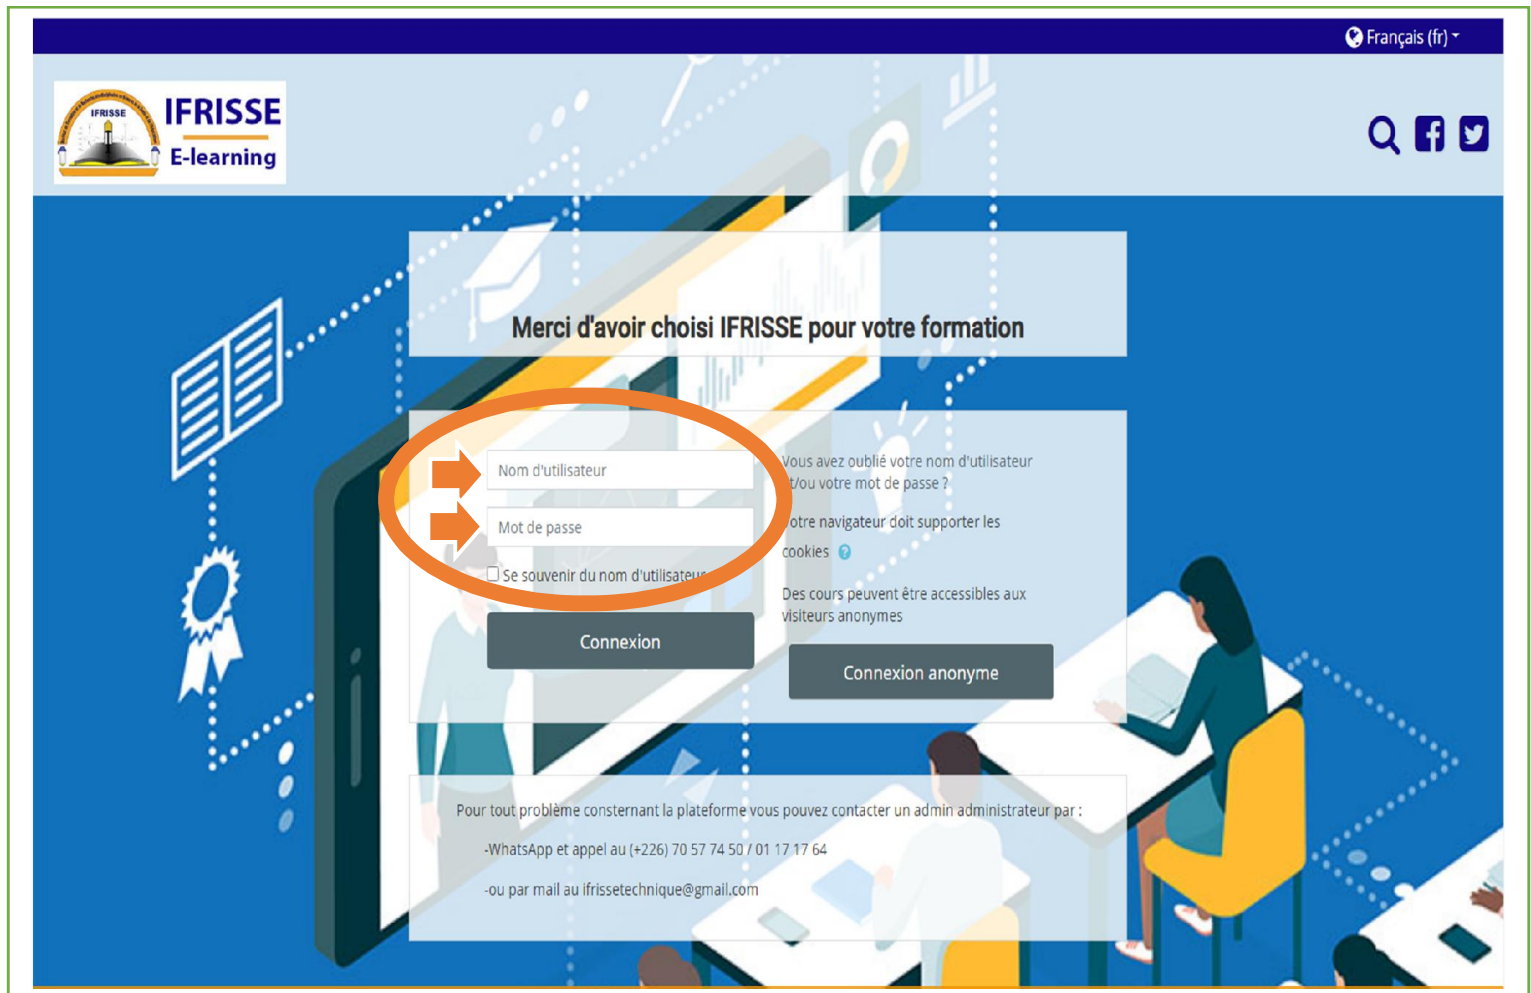 Français (fr)
IFRISSE
IFRISSE
E-learning
Merci d'avoir choisi IFRISSE pour votre formation
Nom d'utilisateur
Mot de passe
Se souvenir du nom d'utilisateur
Connexion
Vous avez oublié votre nom d'utilisateur
et/ou votre mot de passe ?
Votre navigateur doit supporter les
cookies
Des cours peuvent être accessibles aux
visiteurs anonymes
Connexion anonyme
Pour tout problème consternant la plateforme vous pouvez contacter un admin administrateur par :
-WhatsApp et appel au (+226) 70 57 74 50 / 01 17 17 64
-ou par mail au ifrissetechnique@gmail.com